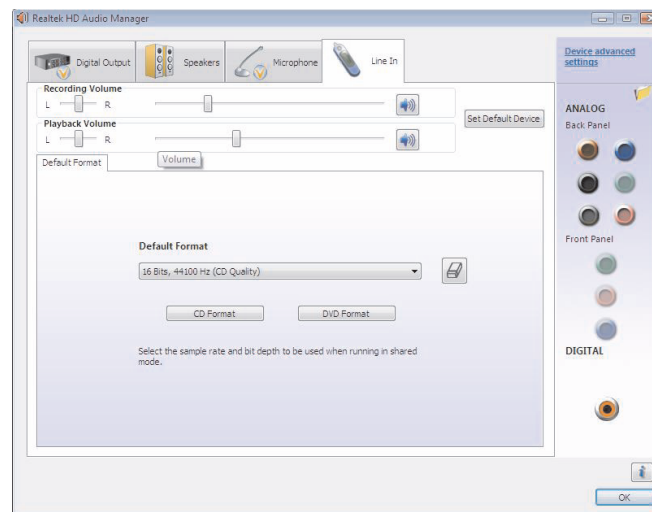 Realtek HD Audio Manager
Digital Output
Speakers
Microphone
Line In
Device advanced
settings
Recording Volume
L
R
Playback Volume
L
R
Set Default Device
Volume
Default Format
Default Format
16 Bits, 44100 Hz (CD Quality)
CD Format
DVD Format
Select the sample rate and bit depth to be used when running in shared
mode.
ANALOG
Back Panel
Front Panel
DIGITAL
i
OK